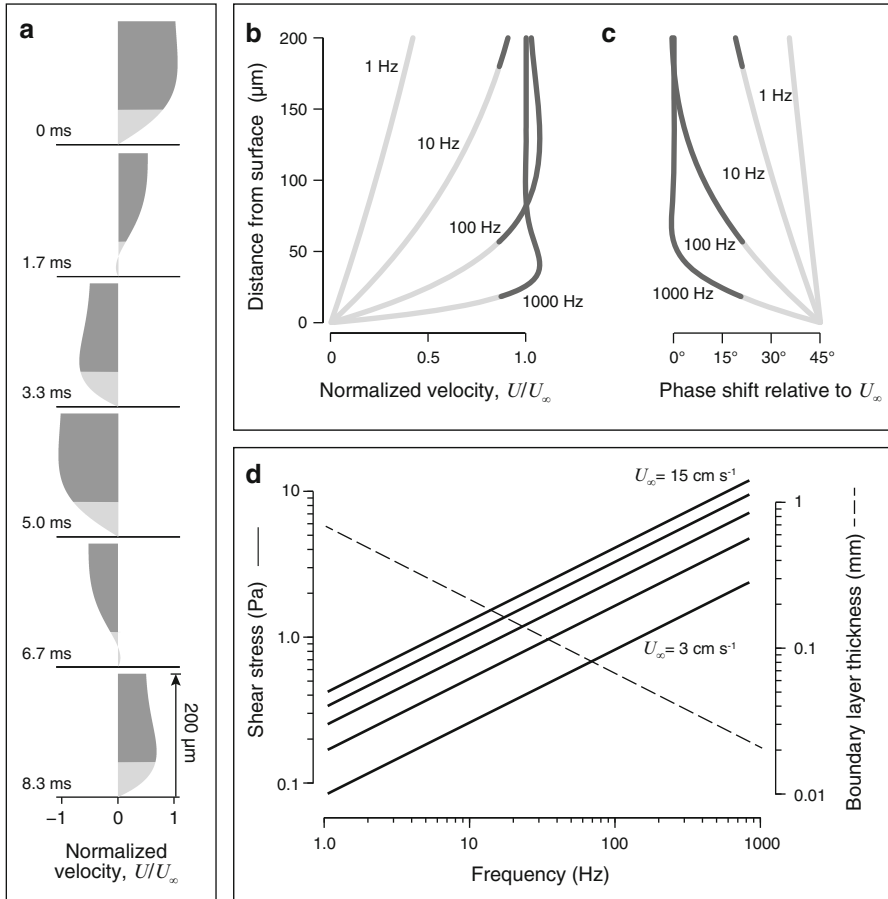 a
0 ms
1.7 ms
3.3 ms
5.0 ms
6.7 ms
8.3 ms
200 µm
−1 0 1
Normalized
velocity, U/U∞
b
Distance from surface (µm)
200
150
100
50
0
1 Hz
10 Hz
100 Hz
1000 Hz
0 0.5 1.0
Normalized velocity, U/U∞
c
1 Hz
10 Hz
100 Hz
1000 Hz
0° 15° 30° 45°
Phase shift relative to U∞
d
Shear stress (Pa)
10
1.0
0.1
U∞= 15 cm s-1
U∞= 3 cm s-1
1
0.1
0.01
Boundary layer thickness (mm)
1.0 10 100 1000
Frequency (Hz)